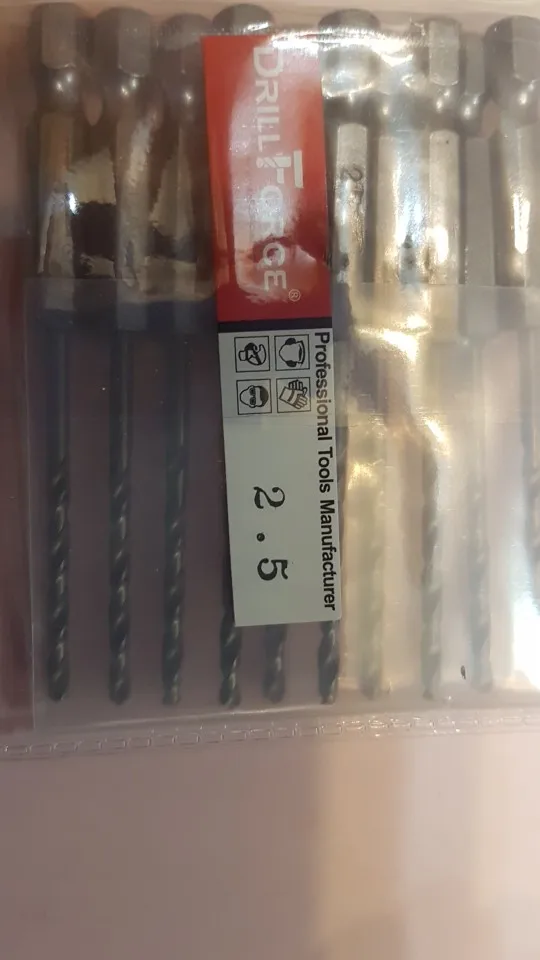 DRILLFORCE®
Professional Tools Manufacturer
2.5